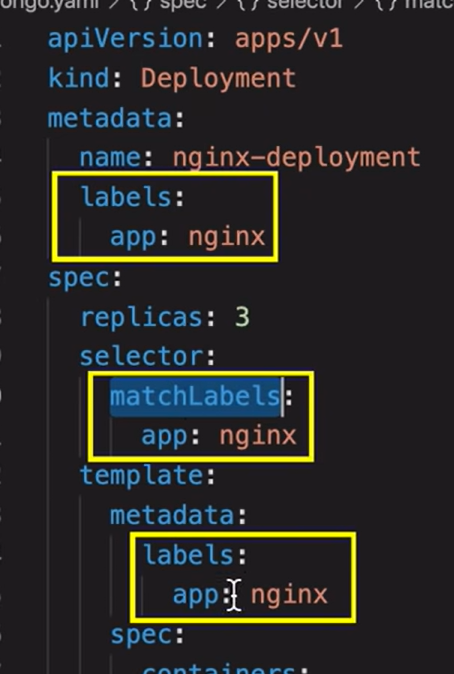 ongo.yaml > { } spec > { } selector > { } matc
apiVersion: apps/v1
kind: Deployment
metadata:
name: nginx-deployment
labels:
app: nginx
spec:
replicas: 3
selector:
matchLabels:
app: nginx
template:
metadata:
labels:
app: nginx
spec:
containers: